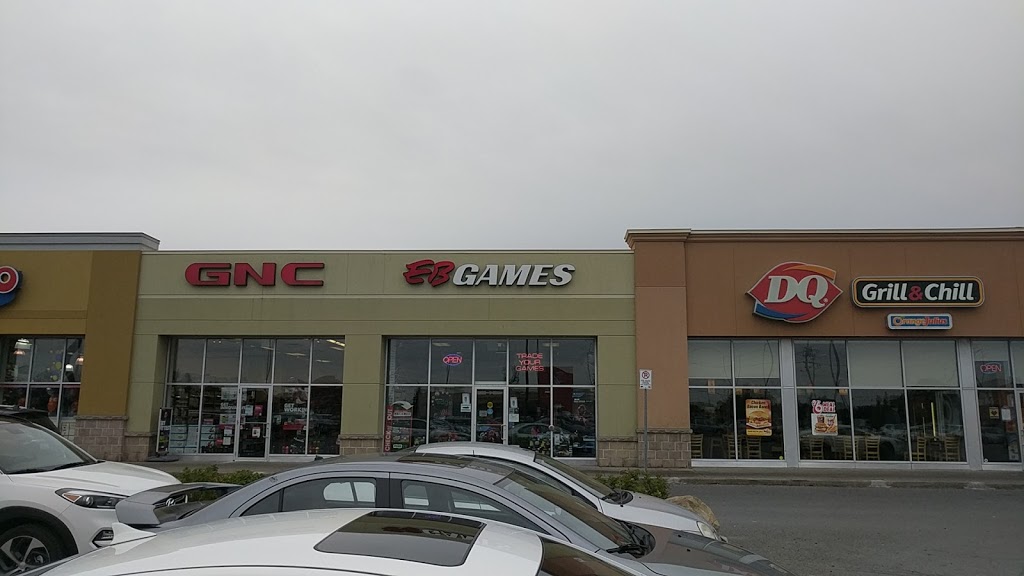 O
GNC
EB GAMES
DQ
Grill & Chill
Orange Julius
OPEN
TRADE
YOUR
GAMES
OPEN